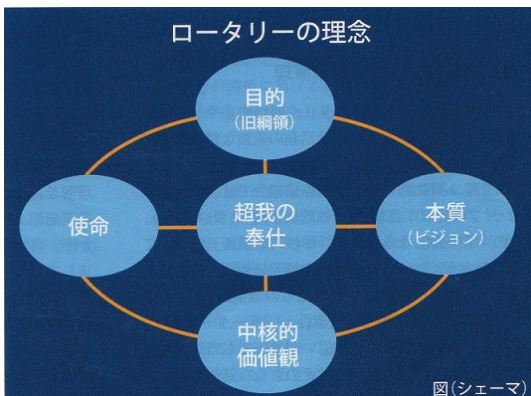 ロータリーの理念
目的
(旧綱領)
使命
超我の
奉仕
本質
(ビジョン)
中核的
価値観
図(シェーマ)